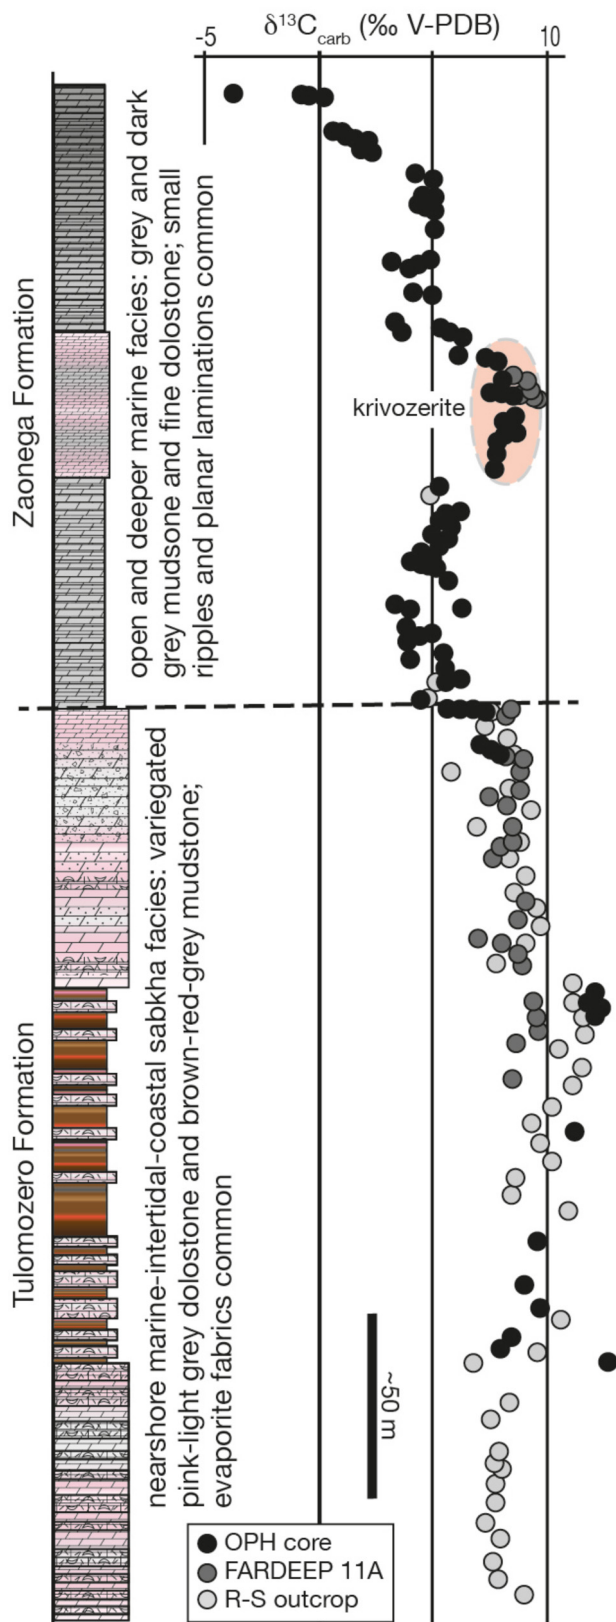 δ¹³Ccarb (‰ V-PDB)
-5
10
Zaonega Formation
open and deeper marine facies: grey and dark
grey mudsone and fine dolostone; small
ripples and planar laminations common
krivozerite
Tulomozero Formation
nearshore marine-intertidal-coastal sabkha facies: variegated
pink-light grey dolostone and brown-red-grey mudstone;
evaporite fabrics common
~50 m
OPH core
FARDEEP 11A
R-S outcrop